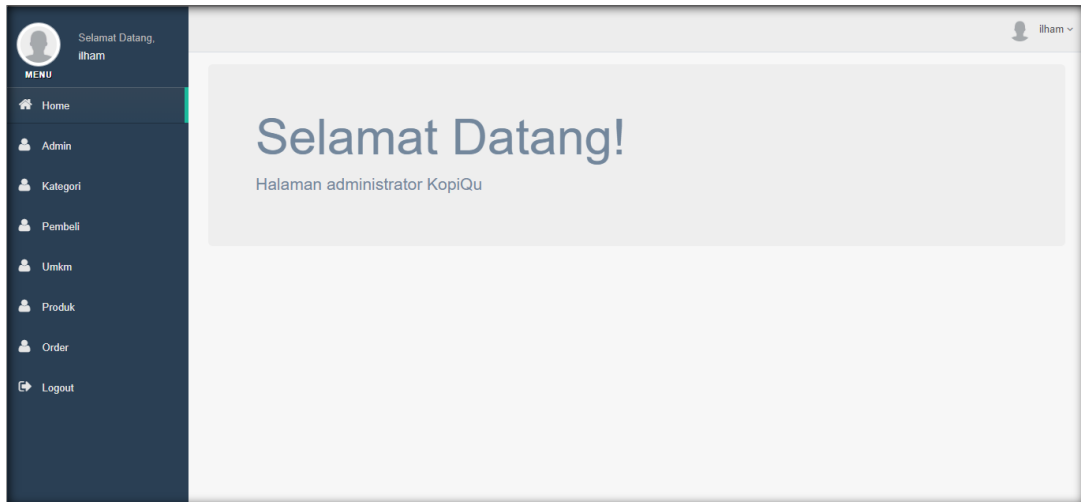 Selamat Datang,
ilham
MENU
Home
Admin
Kategori
Pembeli
Umkm
Produk
Order
Logout
ilham
Selamat Datang!
Halaman administrator KopiQu